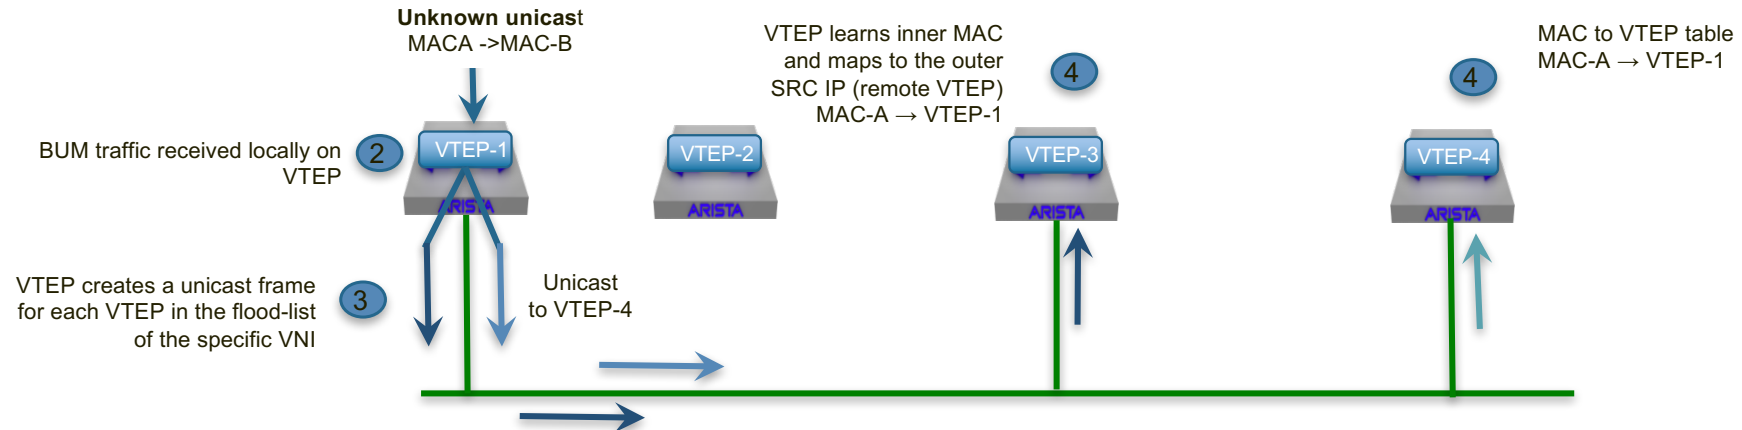 Unknown unicast
MACA ->MAC-B
VTEP learns inner MAC
and maps to the outer
SRC IP (remote VTEP)
MAC-A → VTEP-1
4
MAC to VTEP table
MAC-A → VTEP-1
4
BUM traffic received locally on
VTEP
2
VTEP-1
ARISTA
VTEP-2
ARISTA
VTEP-3
ARISTA
VTEP-4
ARISTA
VTEP creates a unicast frame
for each VTEP in the flood-list
of the specific VNI
3
Unicast
to VTEP-4